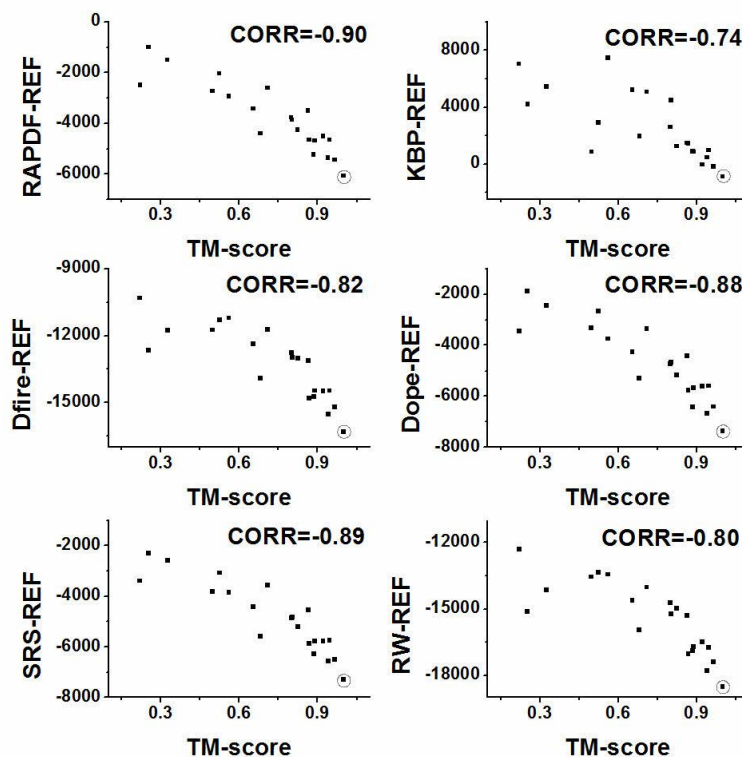 CORR=-0.90
RAPDF-REF
0
-2000
-4000
-6000
0.3 0.6 0.9
TM-score
CORR=-0.74
KBP-REF
8000
4000
0
0.3 0.6 0.9
TM-score
CORR=-0.82
Dfire-REF
-9000
-12000
-15000
0.3 0.6 0.9
TM-score
CORR=-0.88
Dope-REF
-2000
-4000
-6000
-8000
0.3 0.6 0.9
TM-score
CORR=-0.89
SRS-REF
-2000
-4000
-6000
-8000
0.3 0.6 0.9
TM-score
CORR=-0.80
RW-REF
-12000
-15000
-18000
0.3 0.6 0.9
TM-score